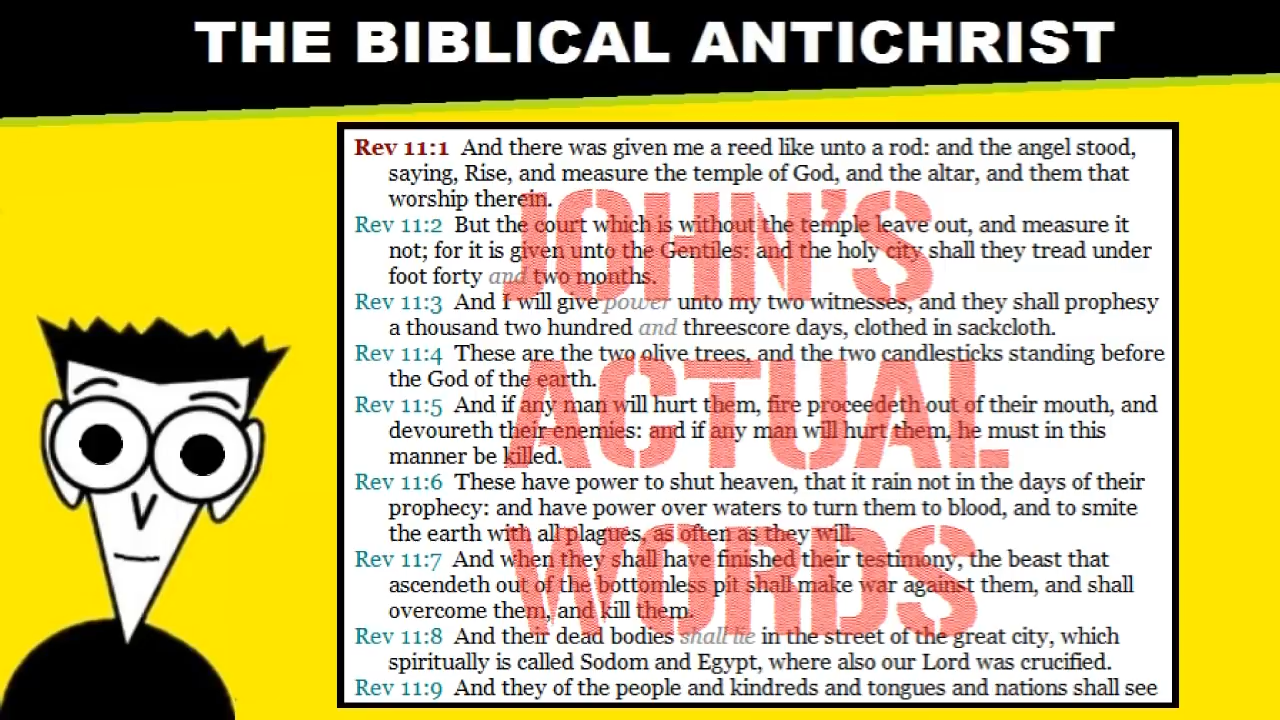 THE BIBLICAL ANTICHRIST
Rev 11:1 And there was given me a reed like unto a rod: and the angel stood,
saying, Rise, and measure the temple of God, and the altar, and them that
worship therein.
Rev 11:2 But the court which is without the temple leave out, and measure it
not; for it is given unto the Gentiles: and the holy city shall they tread under
foot forty and two months.
Rev 11:3 And I will give power unto my two witnesses, and they shall prophesy
a thousand two hundred and threescore days, clothed in sackcloth.
Rev 11:4 These are the two olive trees, and the two candlesticks standing before
the God of the earth.
Rev 11:5 And if any man will hurt them, fire proceedeth out of their mouth, and
devoureth their enemies: and if any man will hurt them, he must in this
manner be killed.
Rev 11:6 These have power to shut heaven, that it rain not in the days of their
prophecy: and have power over waters to turn them to blood, and to smite
the earth with all plagues, as often as they will.
Rev 11:7 And when they shall have finished their testimony, the beast that
ascendeth out of the bottomless pit shall make war against them, and shall
overcome them, and kill them.
Rev 11:8 And their dead bodies shall lie in the street of the great city, which
spiritually is called Sodom and Egypt, where also our Lord was crucified.
Rev 11:9 And they of the people and kindreds and tongues and nations shall see
JOHN'S
ACTUAL
WORDS